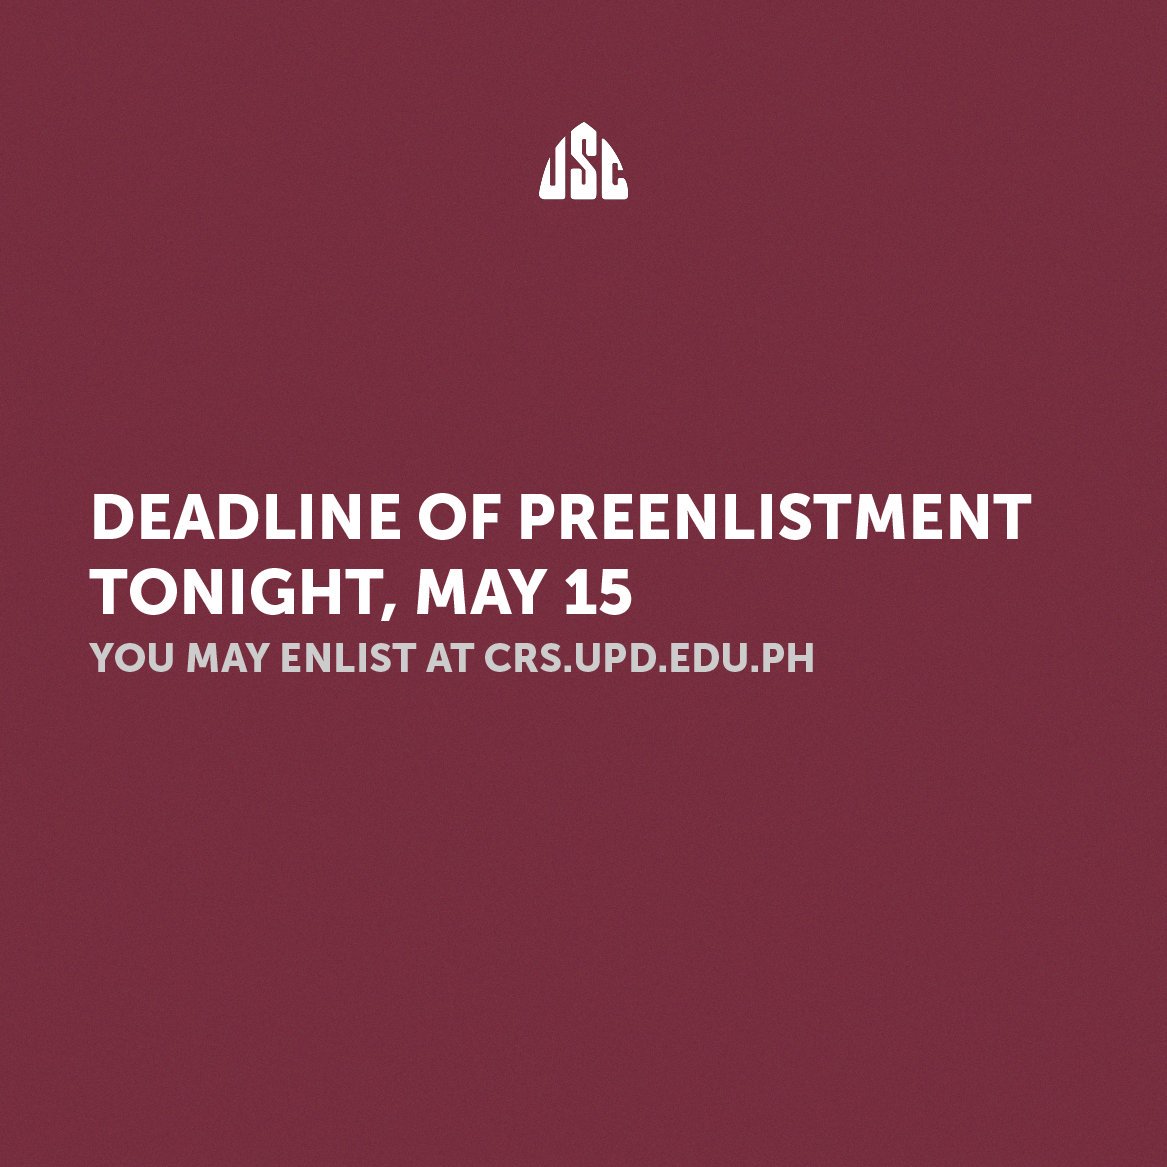 USC
DEADLINE OF PREENLISTMENT
TONIGHT, MAY 15
YOU MAY ENLIST AT CRS.UPD.EDU.PH